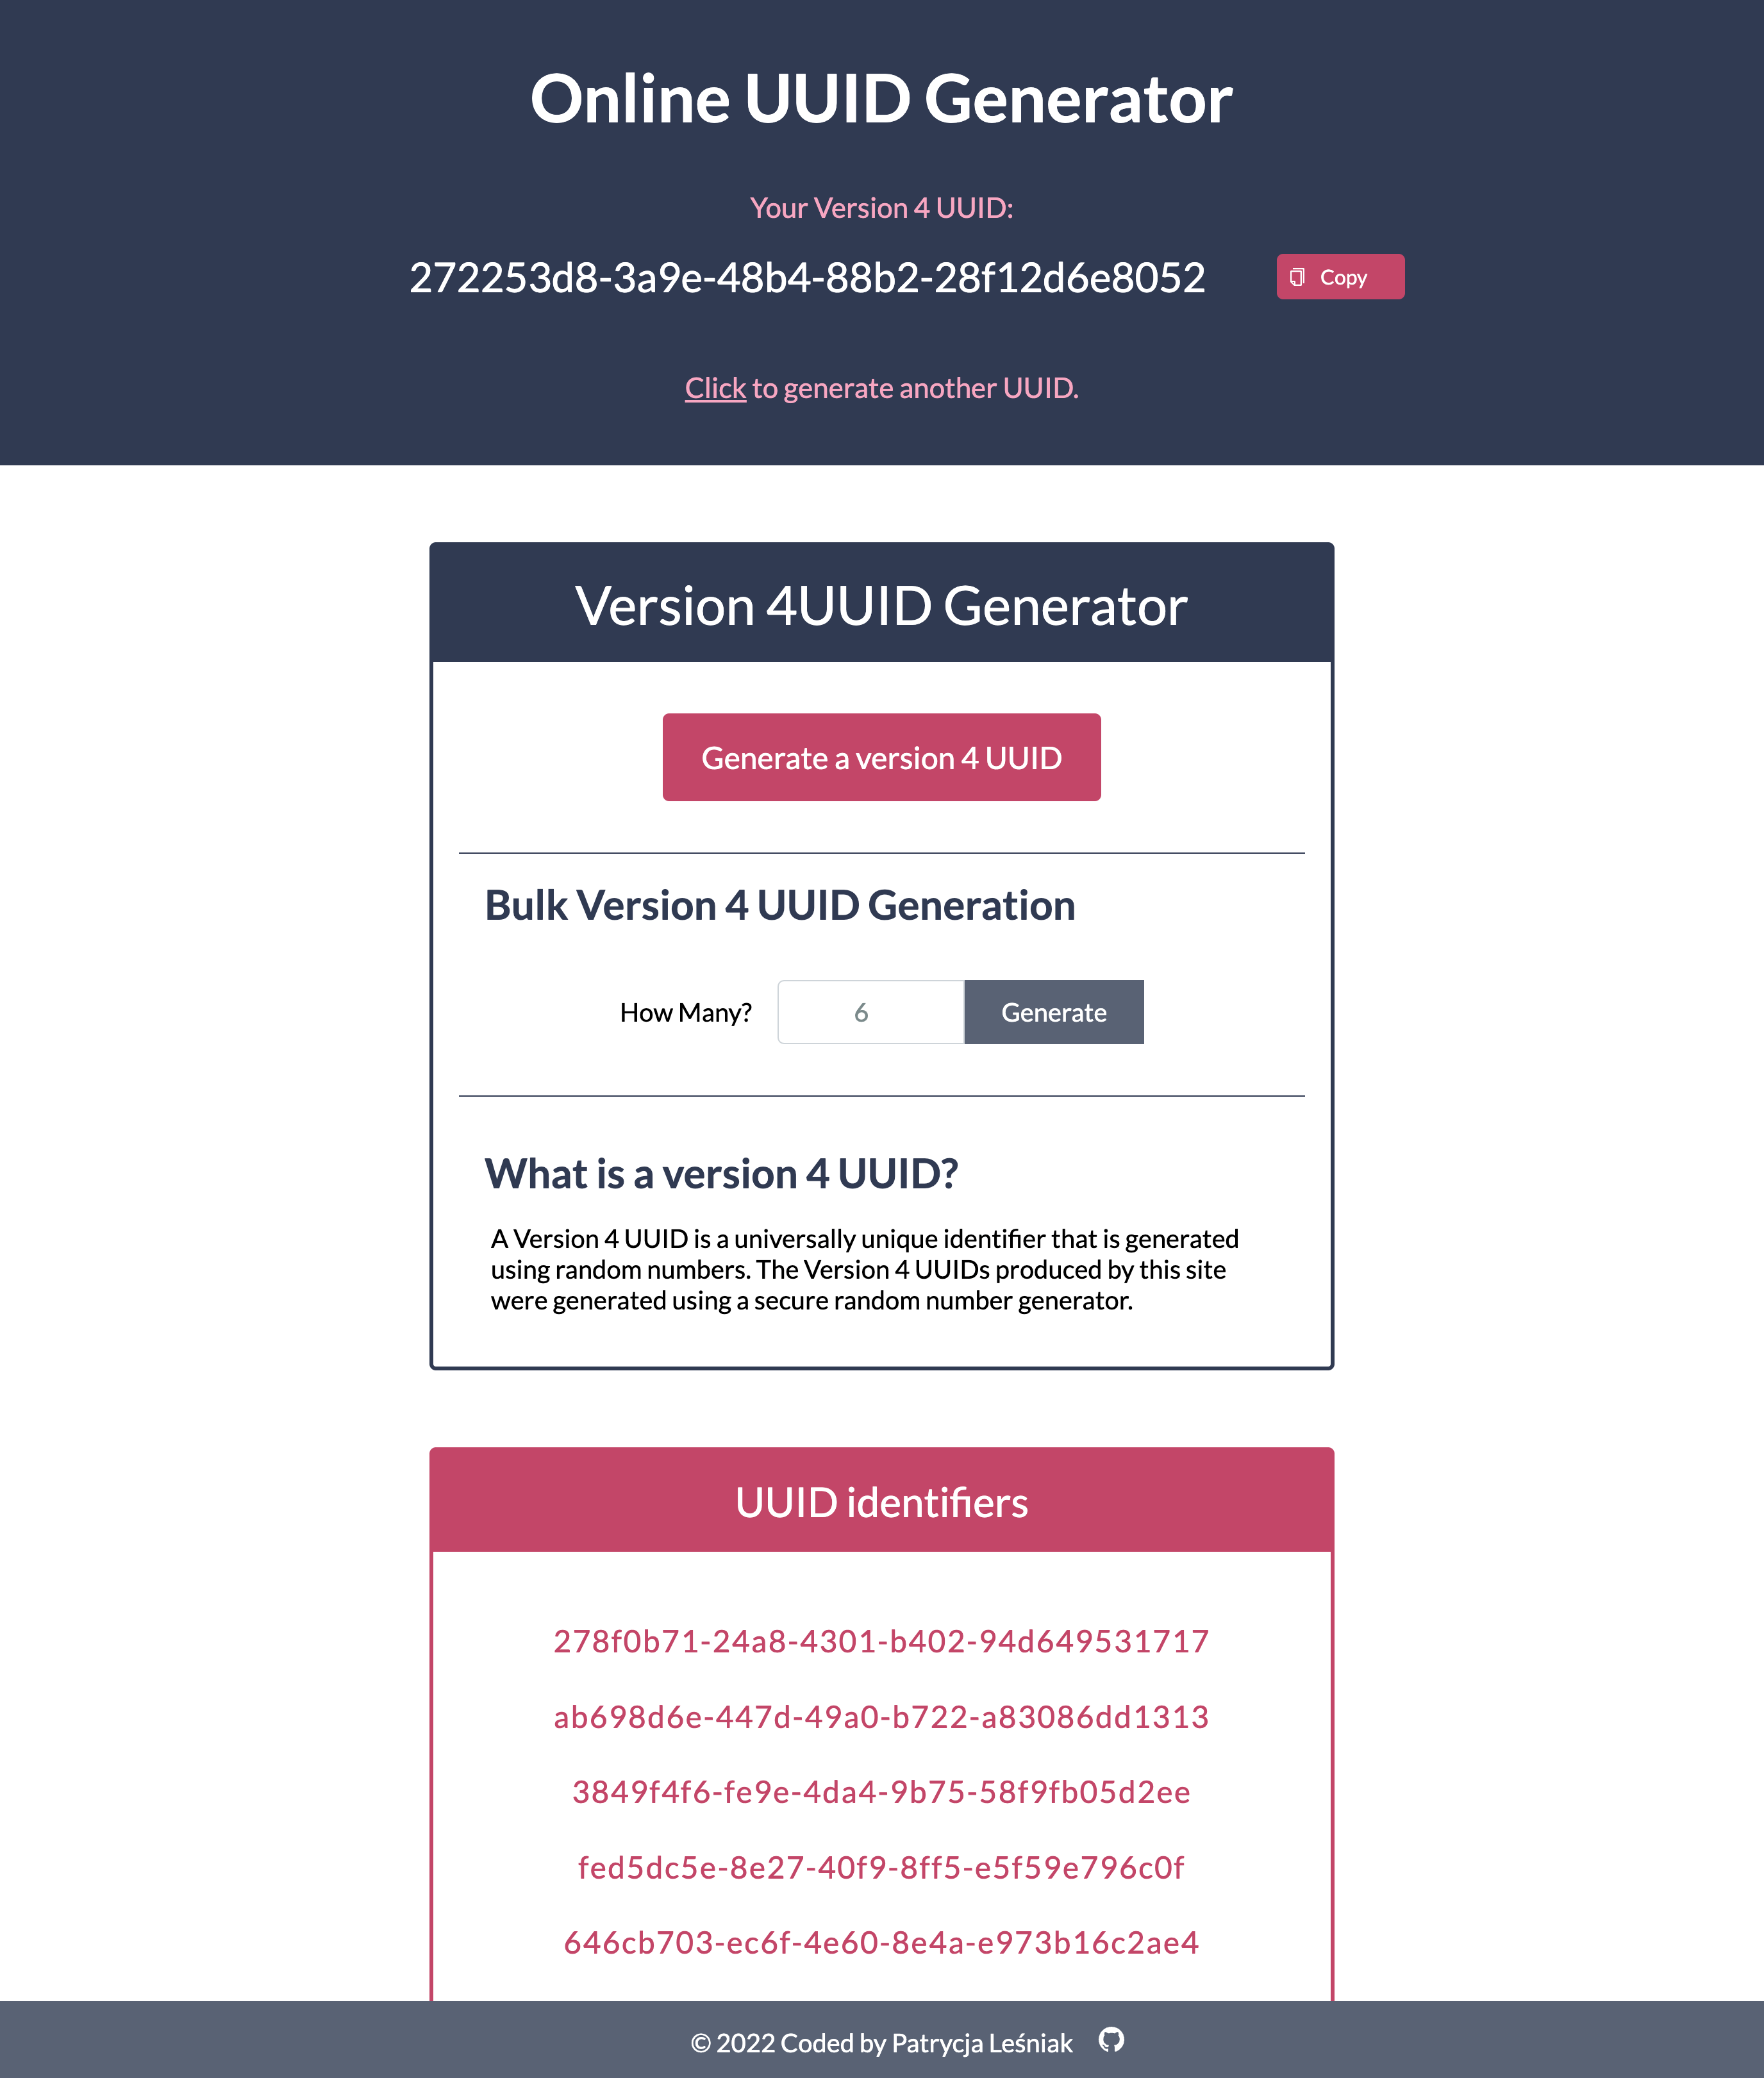 Online UUID Generator
Your Version 4 UUID:
272253d8-3a9e-48b4-88b2-28f12d6e8052
Copy
Click to generate another UUID.
Version 4UUID Generator
Generate a version 4 UUID
Bulk Version 4 UUID Generation
How Many?
6
Generate
What is a version 4 UUID?
A Version 4 UUID is a universally unique identifier that is generated
using random numbers. The Version 4 UUIDs produced by this site
were generated using a secure random number generator.
UUID identifiers
278f0b71-24a8-4301-b402-94d649531717
ab698d6e-447d-49a0-b722-a83086dd1313
3849f4f6-fe9e-4da4-9b75-58f9fb05d2ee
fed5dc5e-8e27-40f9-8ff5-e5f59e796c0f
646cb703-ec6f-4e60-8e4a-e973b16c2ae4
© 2022 Coded by Patrycja Leśniak